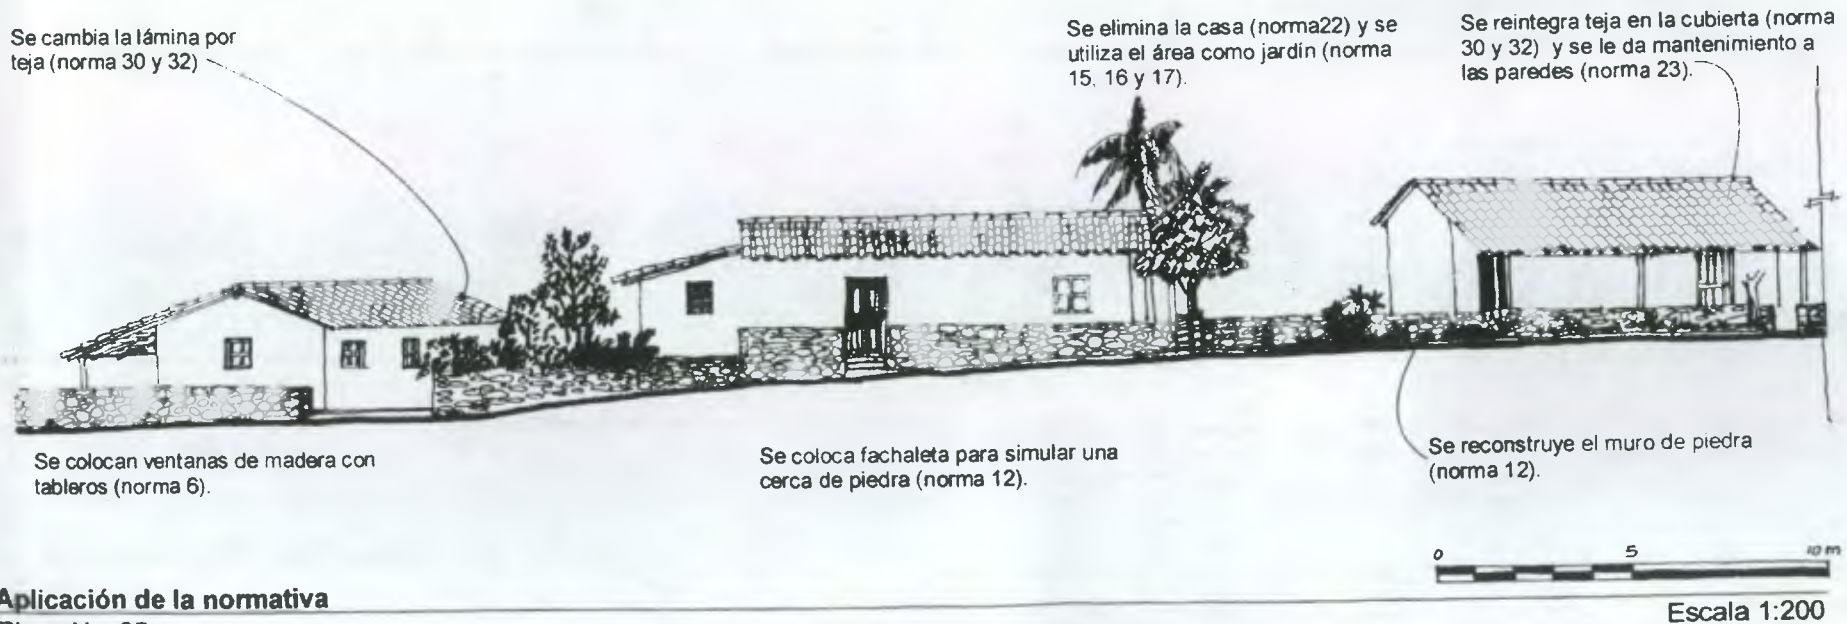 Se cambia la lámina por
teja (norma 30 y 32)
Se elimina la casa (norma22) y se
utiliza el área como jardín (norma
15, 16 y 17).
Se reintegra teja en la cubierta (norma
30 y 32) y se le da mantenimiento a
las paredes (norma 23).
Se colocan ventanas de madera con
tableros (norma 6).
Se coloca fachaleta para simular una
cerca de piedra (norma 12).
Se reconstruye el muro de piedra
(norma 12).
0 5 10 m
Aplicación de la normativa
Escala 1:200